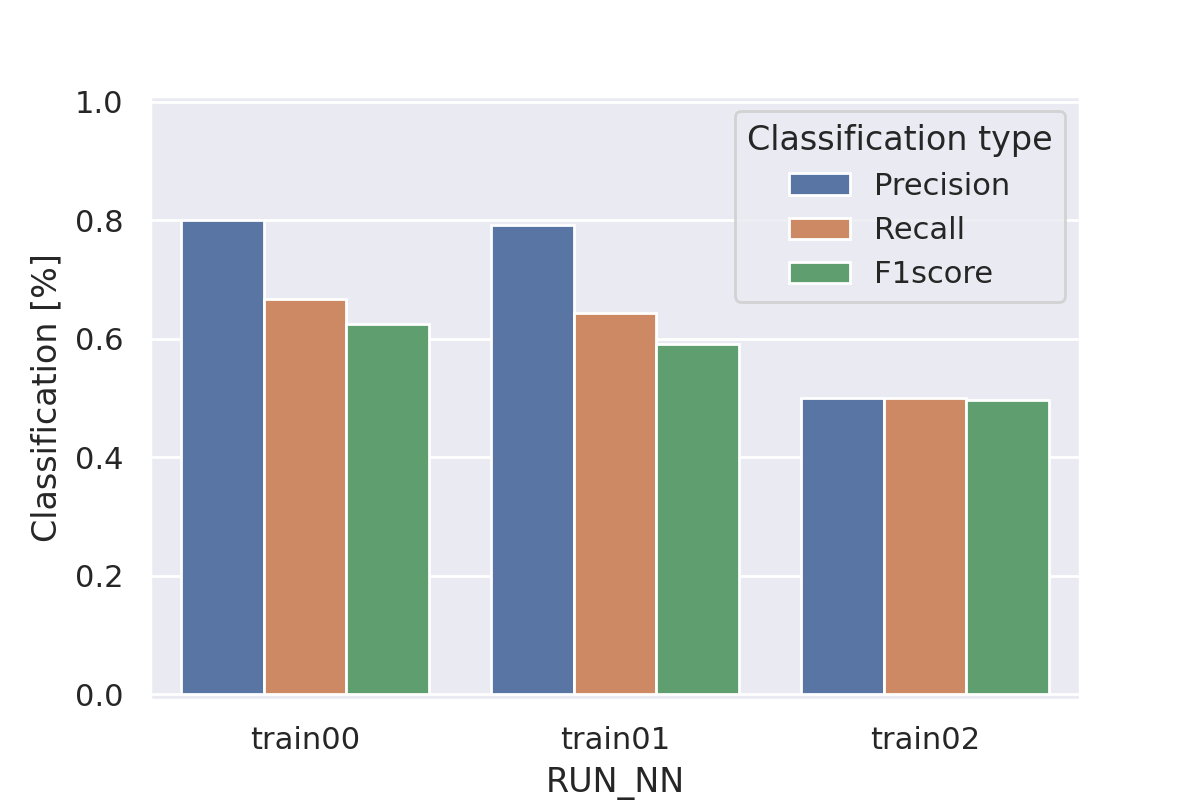 1.0
0.8
0.6
0.4
0.2
0.0
Classification [%]
Classification type
Precision
Recall
F1score
train00 train01 train02
RUN_NN